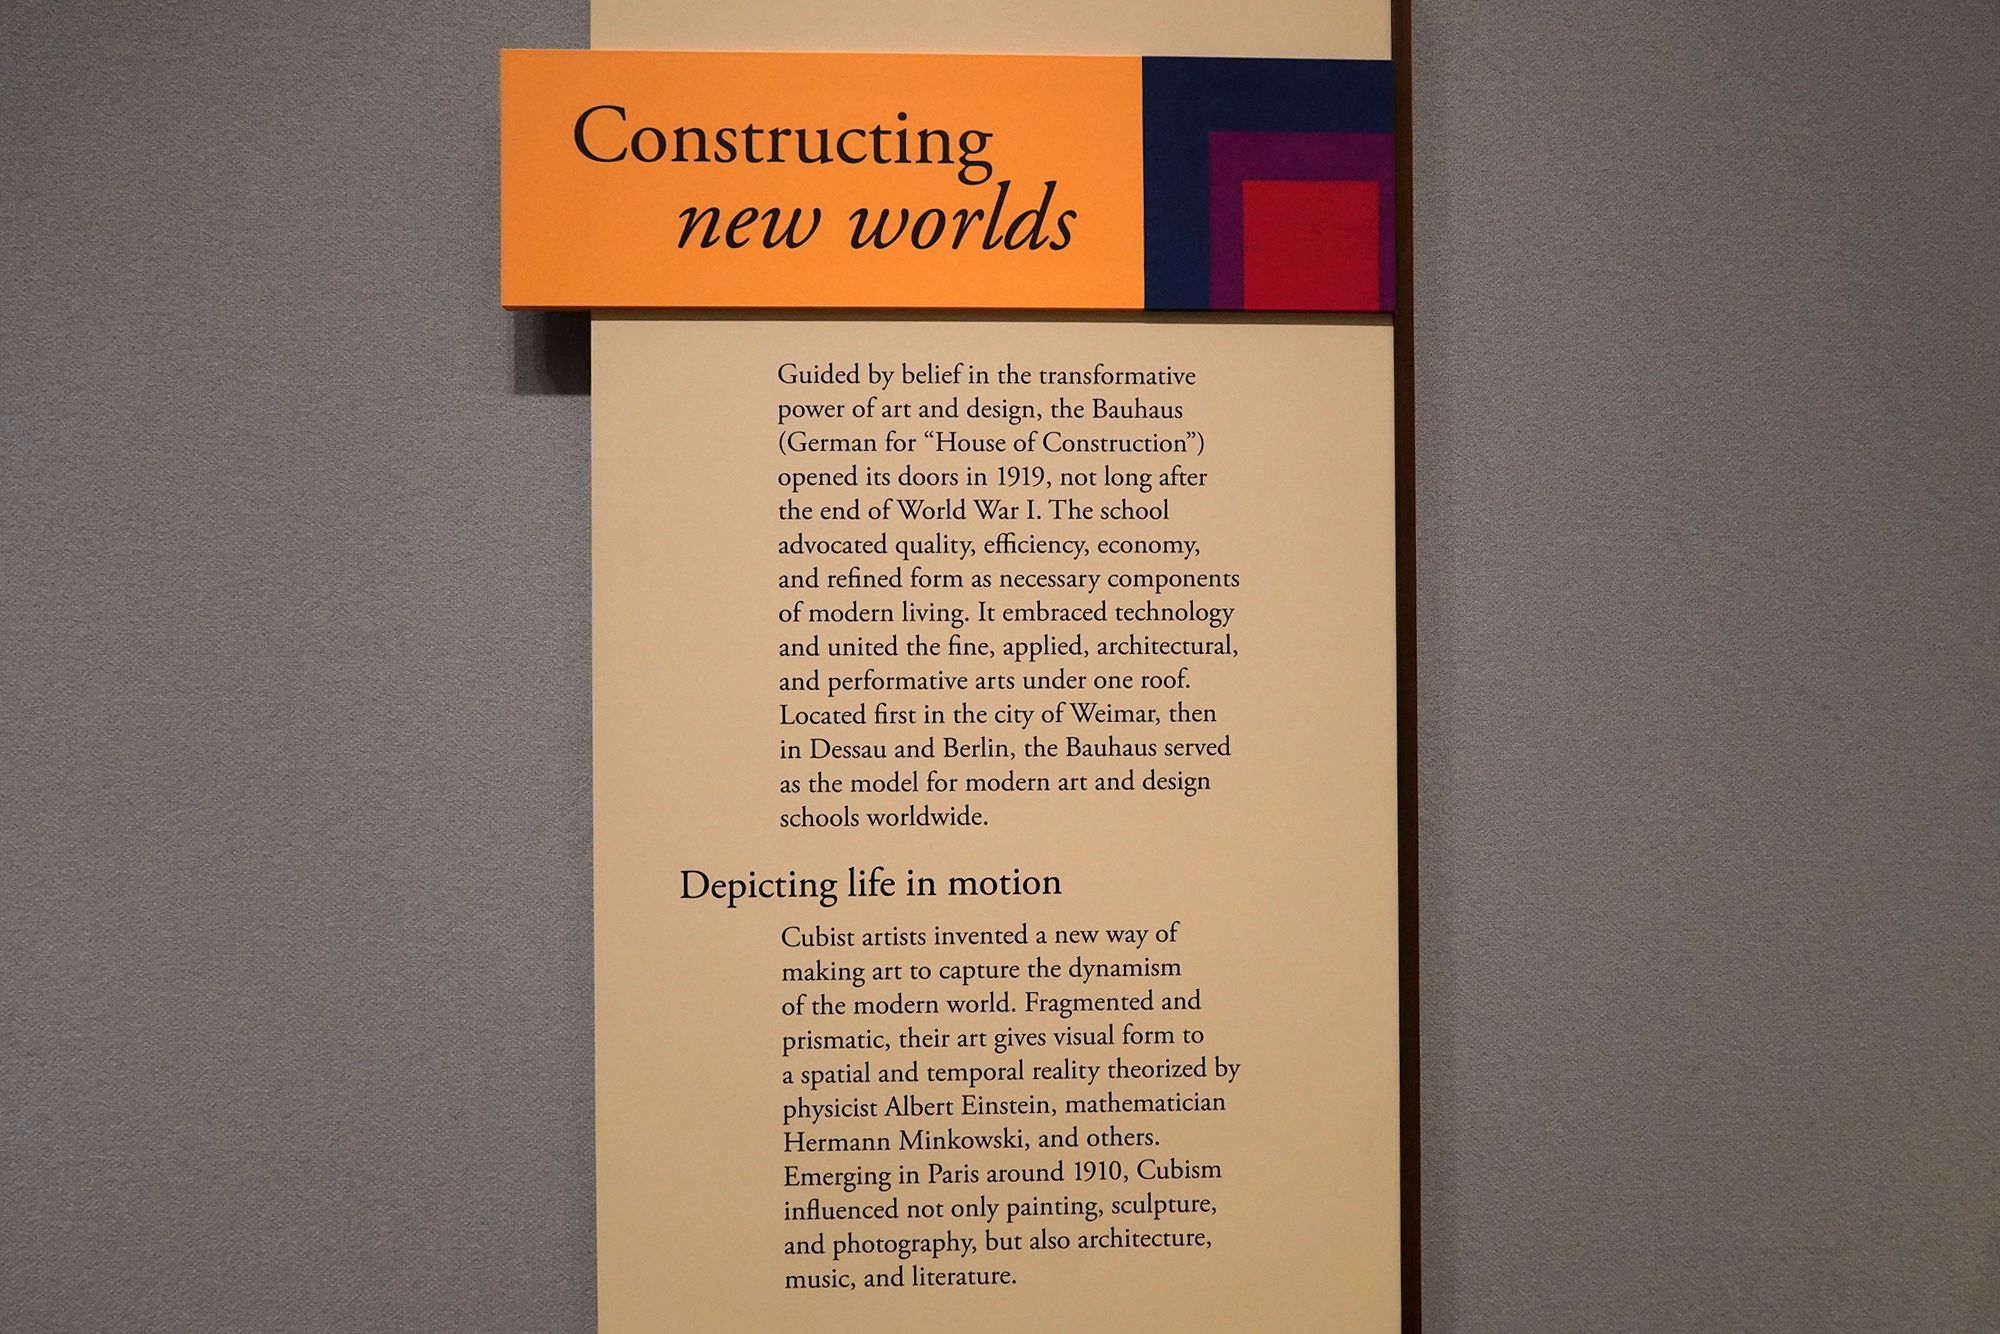 Constructing
new worlds
Guided by belief in the transformative
power of art and design, the Bauhaus
(German for “House of Construction”)
opened its doors in 1919, not long after
the end of World War I. The school
advocated quality, efficiency, economy,
and refined form as necessary components
of modern living. It embraced technology
and united the fine, applied, architectural,
and performative arts under one roof.
Located first in the city of Weimar, then
in Dessau and Berlin, the Bauhaus served
as the model for modern art and design
schools worldwide.
Depicting life in motion
Cubist artists invented a new way of
making art to capture the dynamism
of the modern world. Fragmented and
prismatic, their art gives visual form to
a spatial and temporal reality theorized by
physicist Albert Einstein, mathematician
Hermann Minkowski, and others.
Emerging in Paris around 1910, Cubism
influenced not only painting, sculpture,
and photography, but also architecture,
music, and literature.